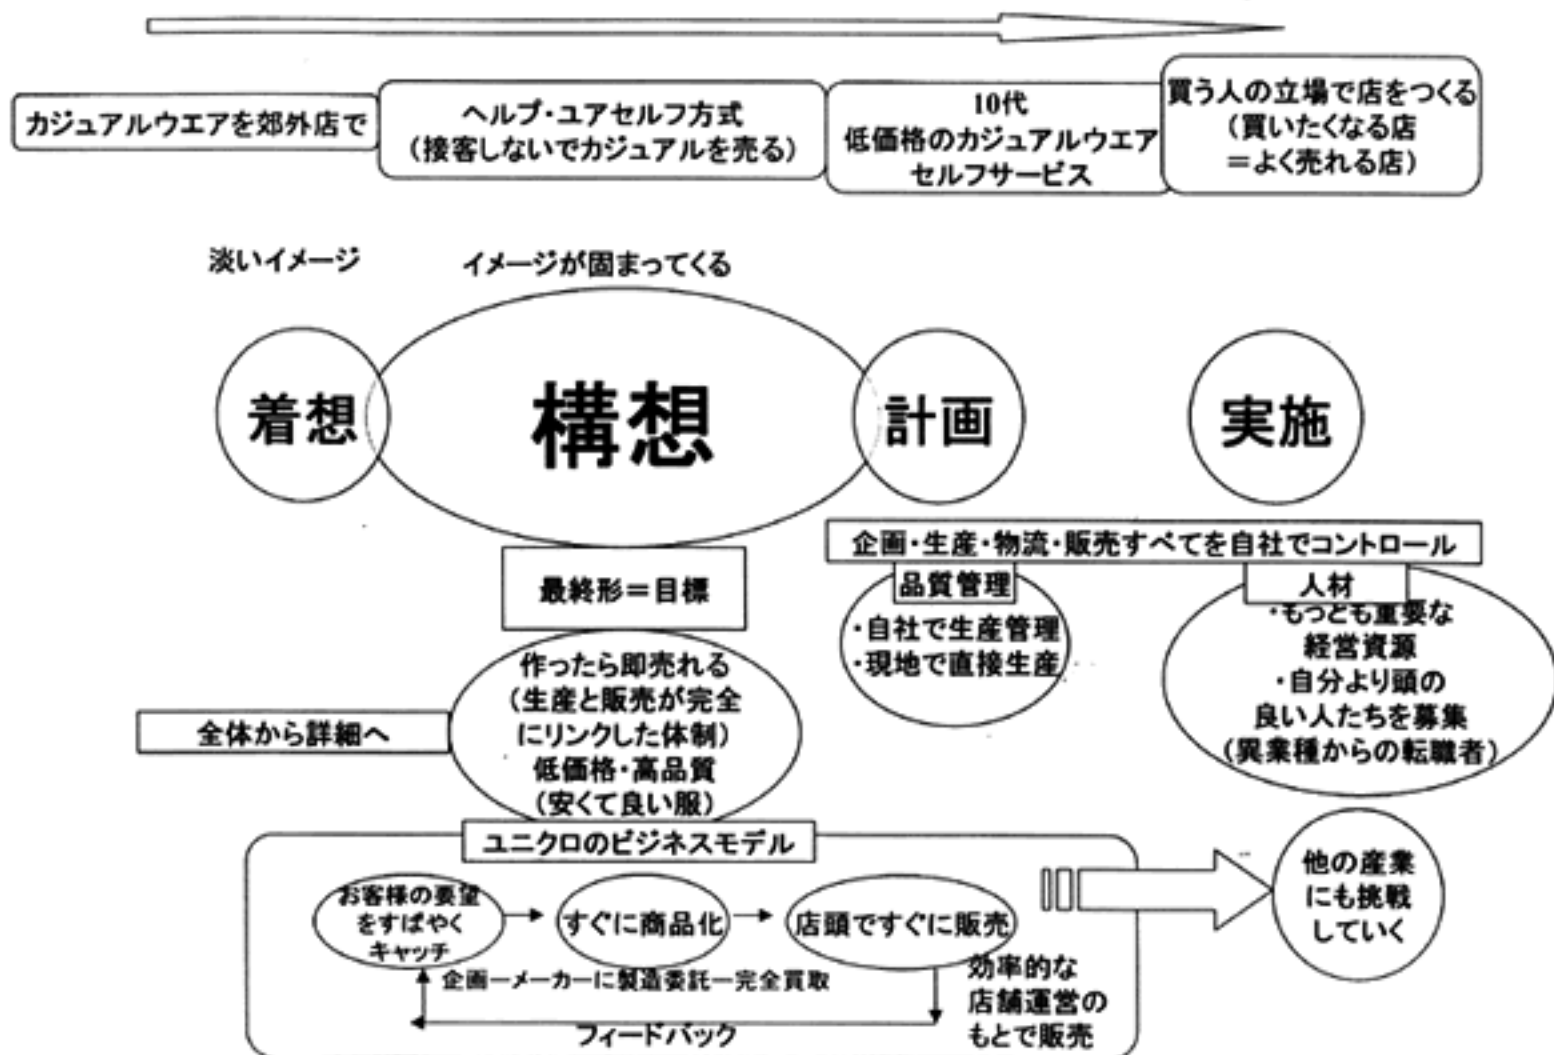 カジュアルウエアを郊外店で
ヘルプ・ユアセルフ方式
（接客しないでカジュアルを売る）
10代
低価格のカジュアルウエア
セルフサービス
買う人の立場で店をつくる
（買いたくなる店
＝よく売れる店）
淡いイメージ
イメージが固まってくる
着想
構想
計画
実施
企画・生産・物流・販売すべてを自社でコントロール
最終形＝目標
品質管理
・自社で生産管理
・現地で直接生産
人材
・もっとも重要な
経営資源
・自分より頭の
良い人たちを募集
（異業種からの転職者）
全体から詳細へ
作ったら即売れる
（生産と販売が完全
にリンクした体制）
低価格・高品質
（安くて良い服）
ユニクロのビジネスモデル
お客様の要望
をすばやく
キャッチ
すぐに商品化
店頭ですぐに販売
企画ーメーカーに製造委託ー完全買取
フィードバック
効率的な
店舗運営の
もとで販売
他の産業
にも挑戦
していく